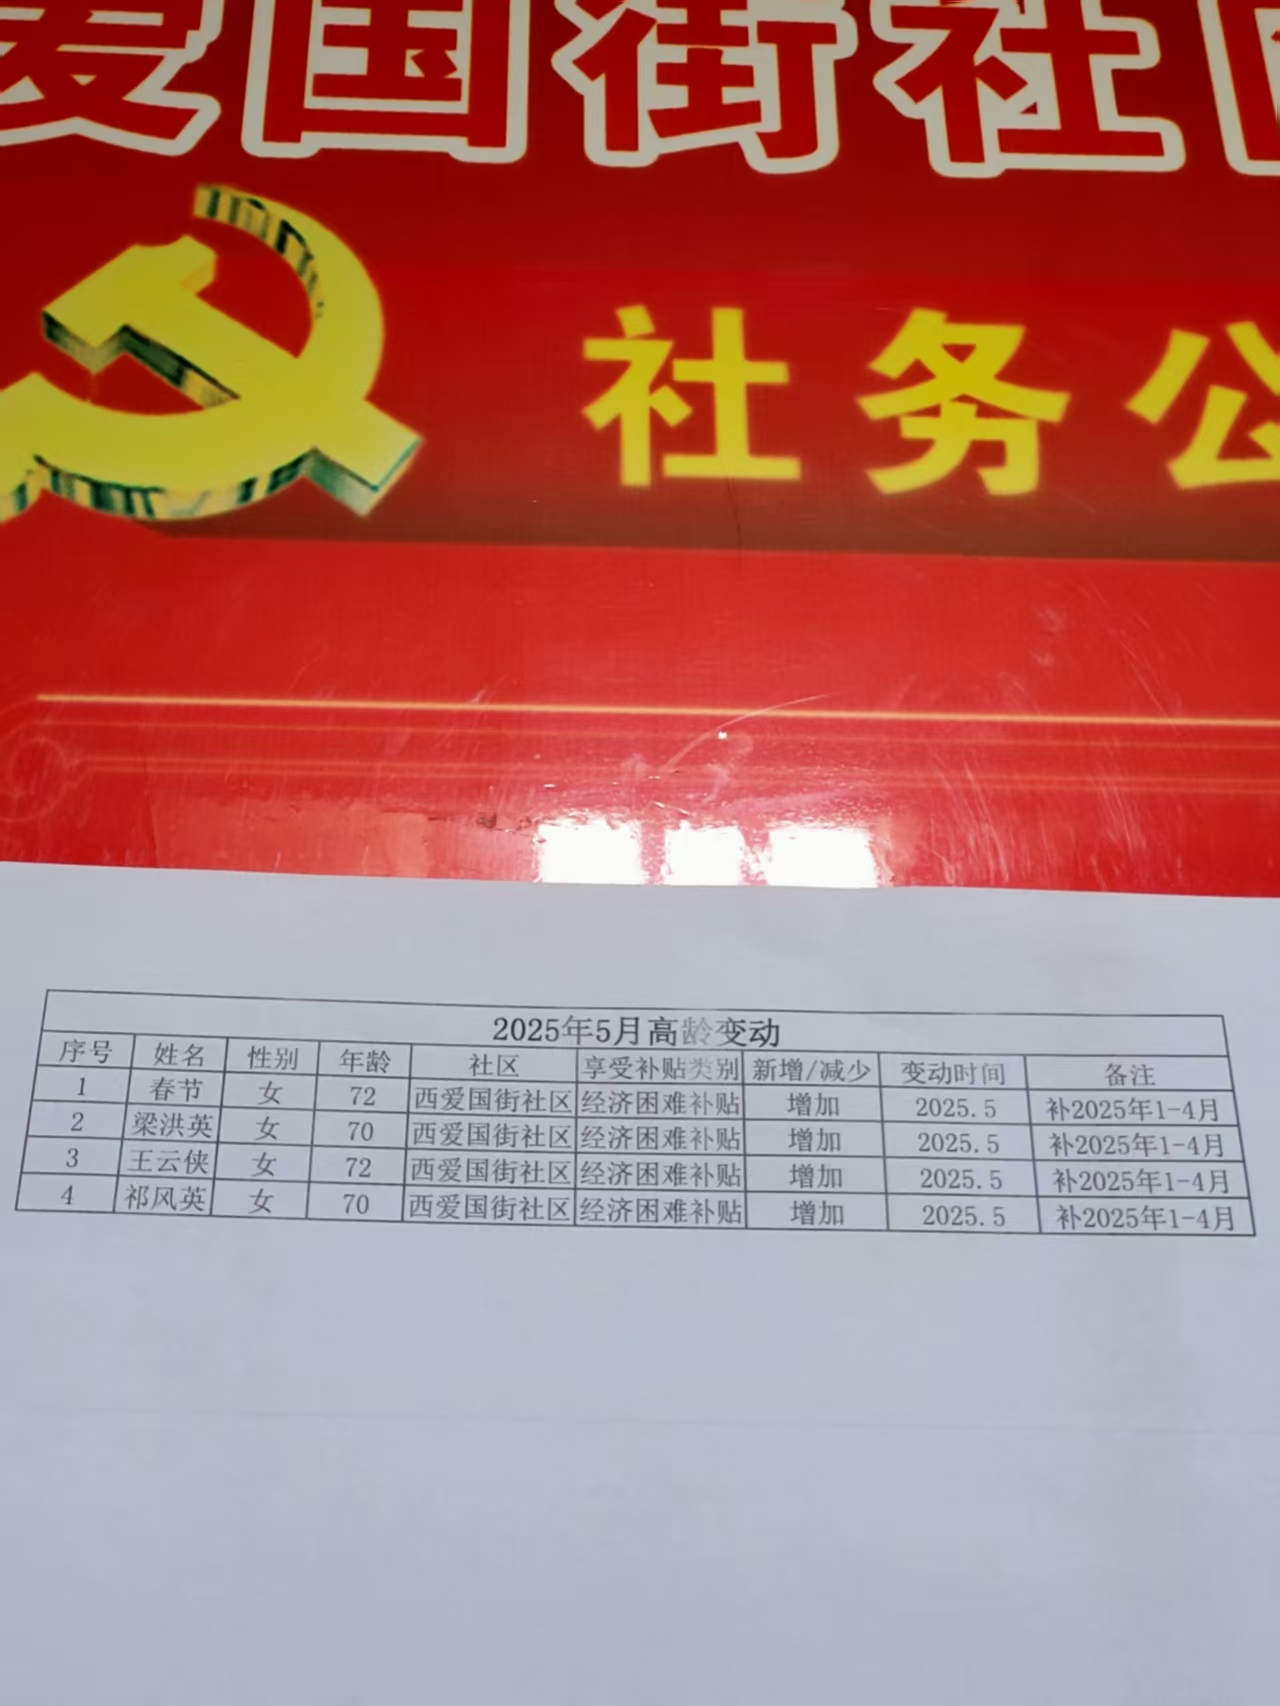 爱国街社区
社务公
2025年5月高龄变动
序号 姓名 性别 年龄 社区 享受补贴类别 新增/减少 变动时间 备注
1 春节 女 72 西爱国街社区 经济困难补贴 增加 2025.5 补2025年1-4月
2 梁洪英 女 70 西爱国街社区 经济困难补贴 增加 2025.5 补2025年1-4月
3 王云侠 女 72 西爱国街社区 经济困难补贴 增加 2025.5 补2025年1-4月
4 祁风英 女 70 西爱国街社区 经济困难补贴 增加 2025.5 补2025年1-4月